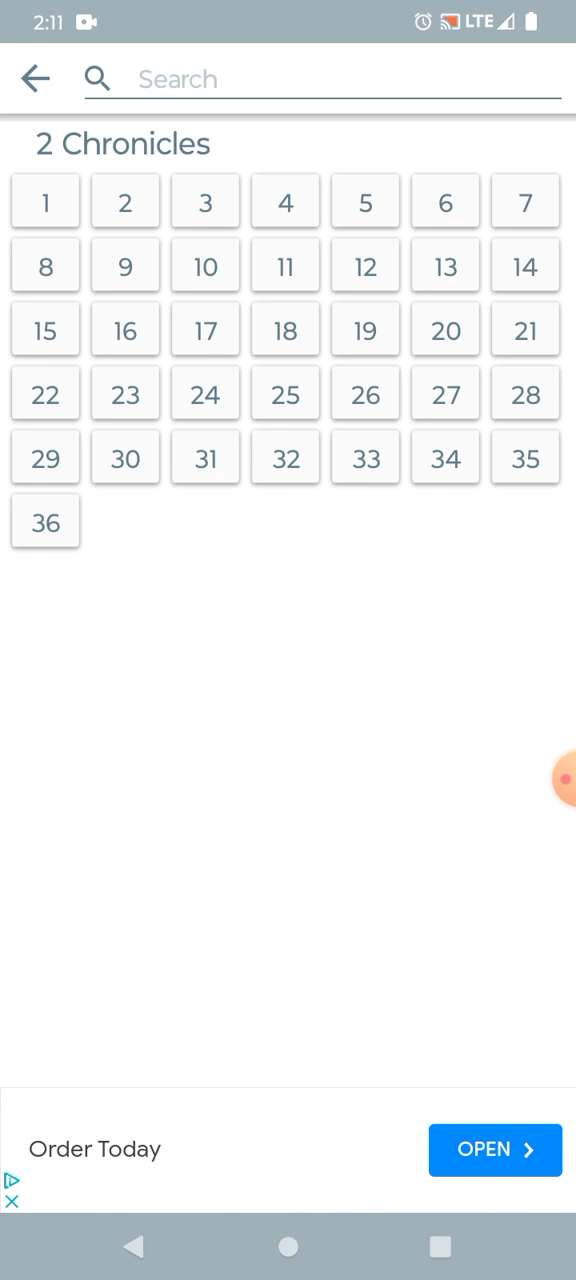 2:11 LTE
Search
2 Chronicles
1 2 3 4 5 6 7
8 9 10 11 12 13 14
15 16 17 18 19 20 21
22 23 24 25 26 27 28
29 30 31 32 33 34 35
36
Order Today OPEN